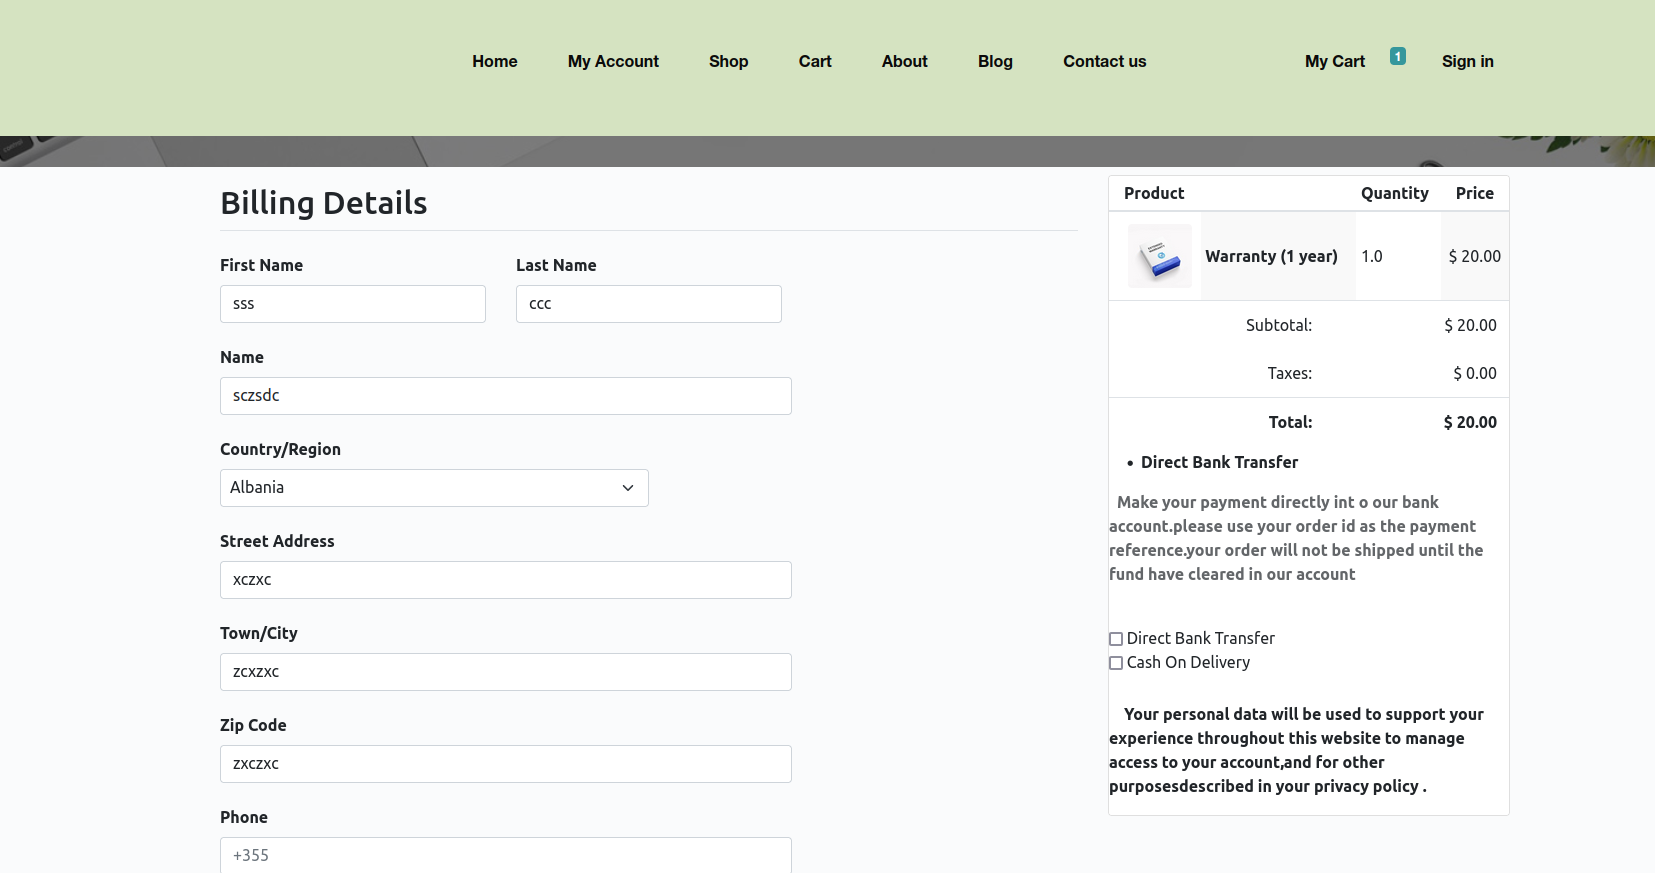 Home My Account Shop Cart About Blog Contact us My Cart 1 Sign in
Billing Details
First Name Last Name
sss ccc
Name
sczsdc
Country/Region
Albania
Street Address
xczxc
Town/City
zcxzxc
Zip Code
zxczxc
Phone
+355
Product Quantity Price
Warranty (1 year) 1.0 $ 20.00
Subtotal: $ 20.00
Taxes: $ 0.00
Total: $ 20.00
• Direct Bank Transfer
Make your payment directly int o our bank
account.please use your order id as the payment
reference.your order will not be shipped until the
fund have cleared in our account
Direct Bank Transfer
Cash On Delivery
Your personal data will be used to support your
experience throughout this website to manage
access to your account,and for other
purposesdescribed in your privacy policy .